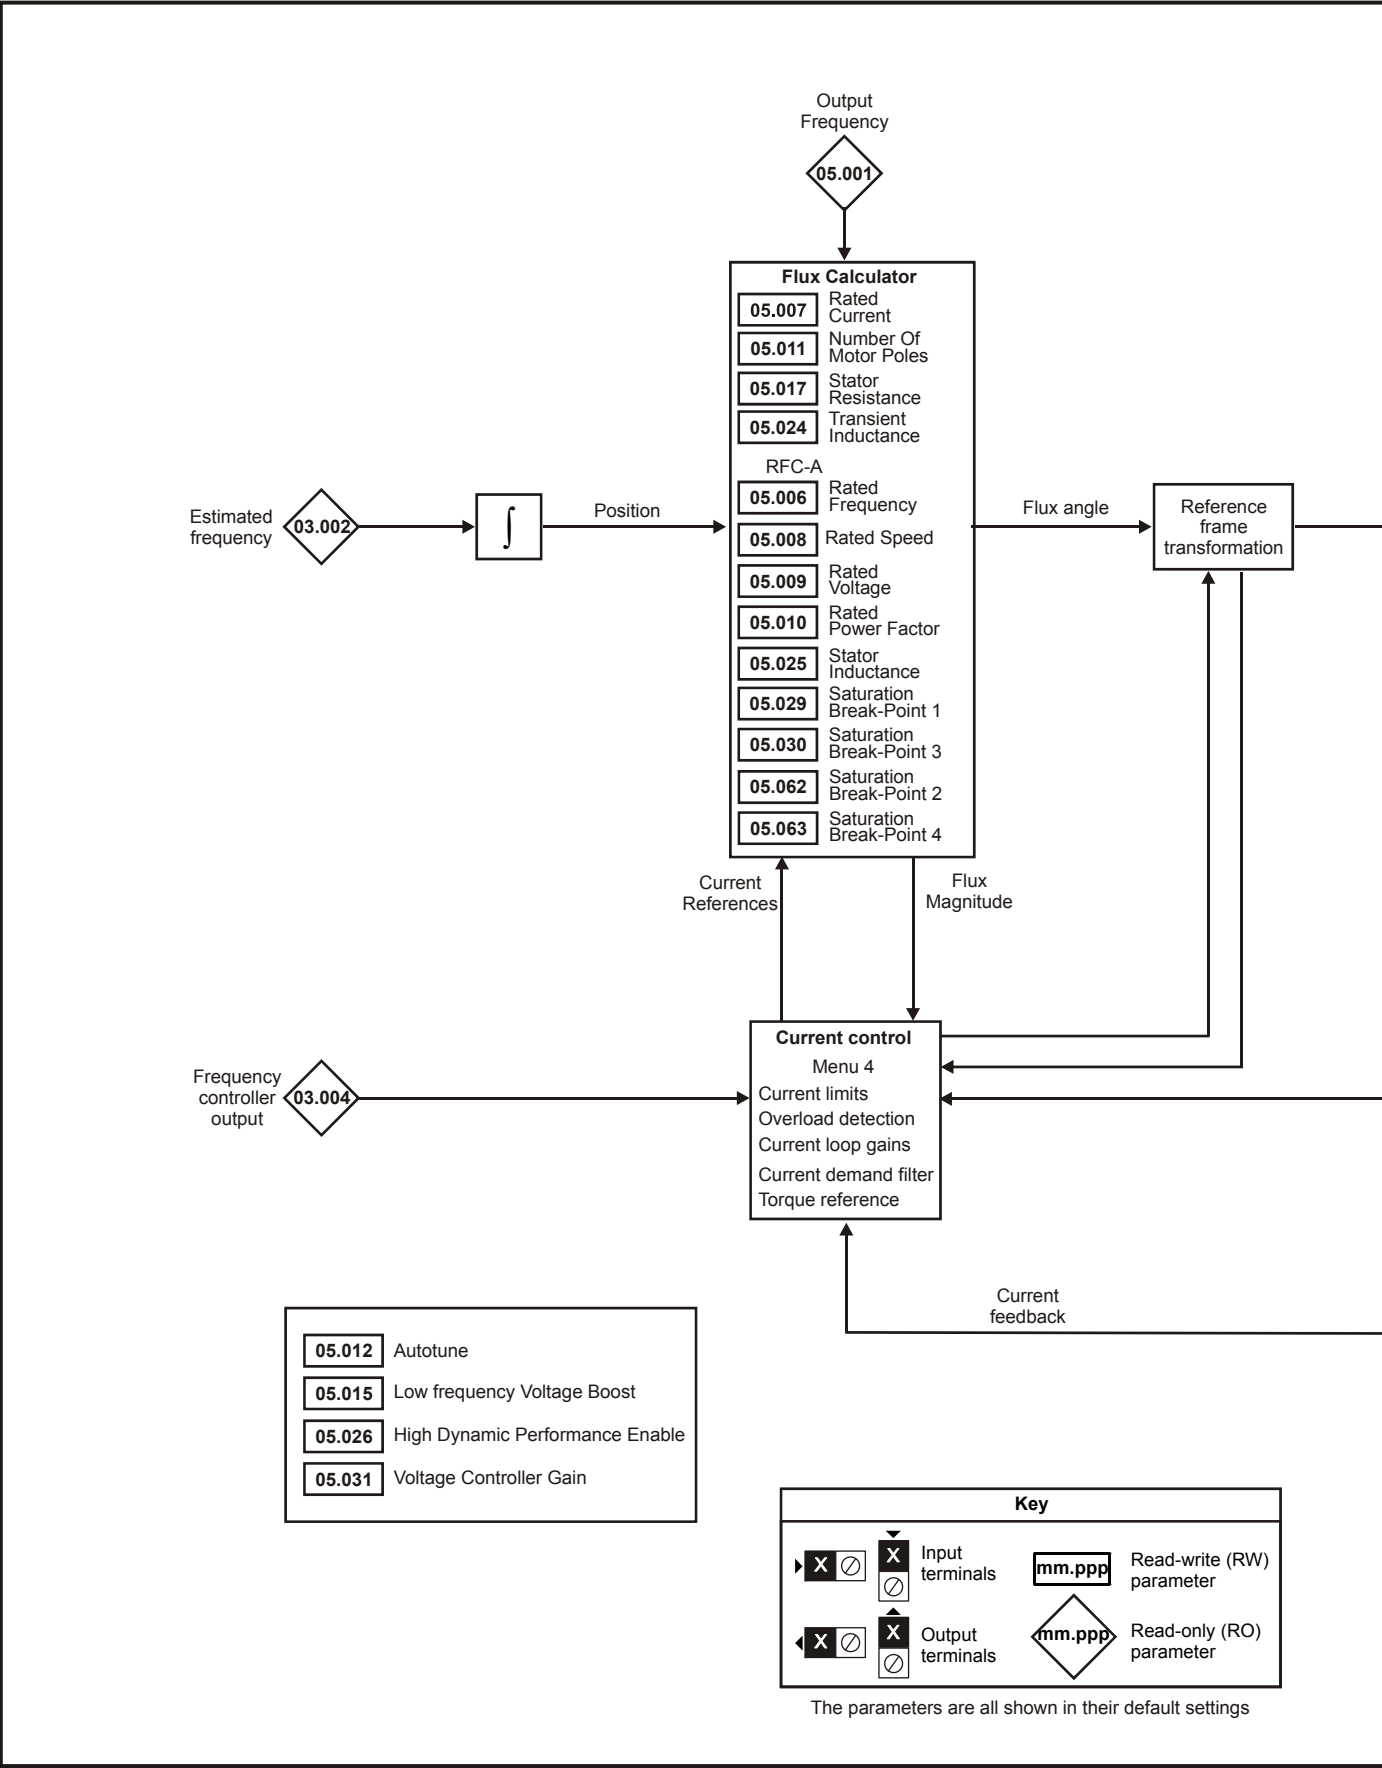 Output
Frequency
05.001
Flux Calculator
05.007 Rated
Current
05.011 Number Of
Motor Poles
05.017 Stator
Resistance
05.024 Transient
Inductance
RFC-A
05.006 Rated
Frequency
05.008 Rated Speed
05.009 Rated
Voltage
05.010 Rated
Power Factor
05.025 Stator
Inductance
05.029 Saturation
Break-Point 1
05.030 Saturation
Break-Point 3
05.062 Saturation
Break-Point 2
05.063 Saturation
Break-Point 4
Estimated
frequency
03.002
∫
Position
Flux angle
Reference
frame
transformation
Current
References
Flux
Magnitude
Frequency
controller
output
03.004
Current control
Menu 4
Current limits
Overload detection
Current loop gains
Current demand filter
Torque reference
Current
feedback
05.012 Autotune
05.015 Low frequency Voltage Boost
05.026 High Dynamic Performance Enable
05.031 Voltage Controller Gain
Key
X X Input
terminals
mm.ppp Read-write (RW)
parameter
X X Output
terminals
mm.ppp Read-only (RO)
parameter
The parameters are all shown in their default settings